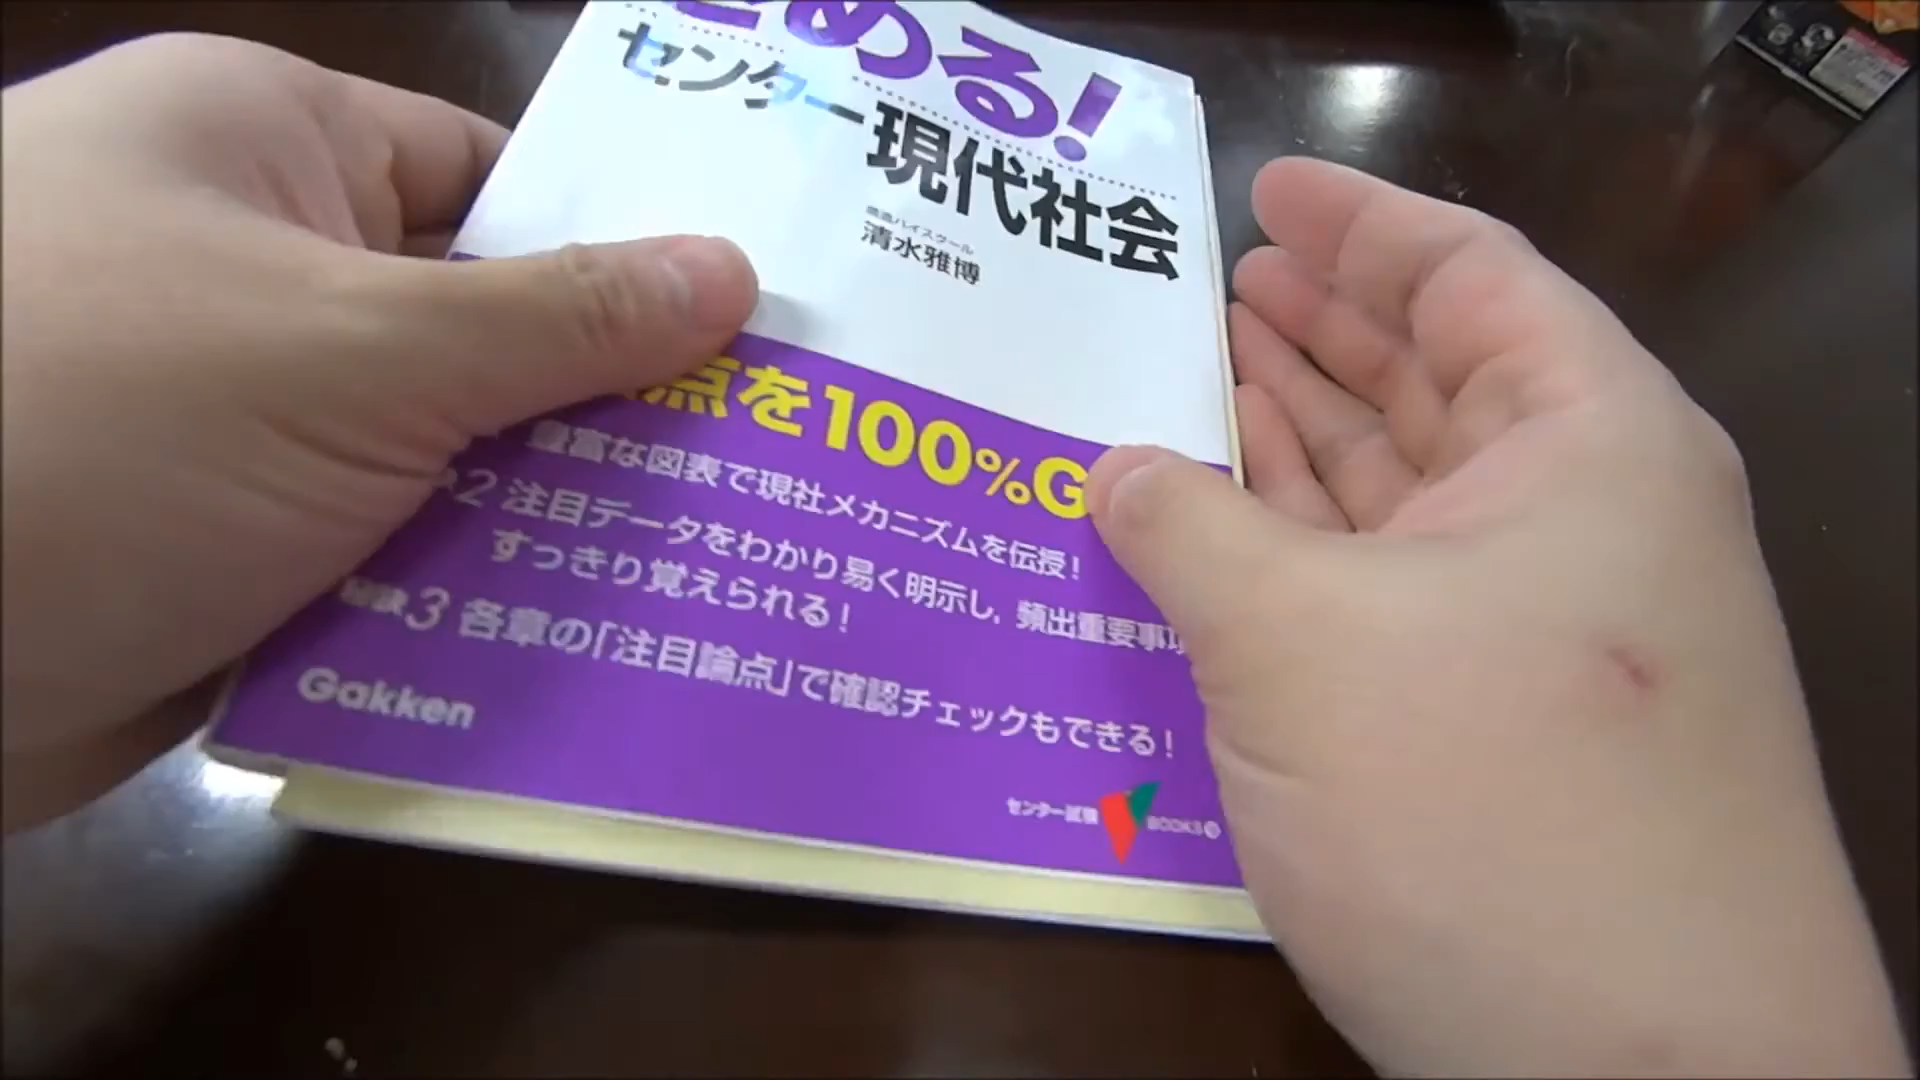 める!
センター現代社会
清水雅博
点を100%G
豊富な図表で現社メカニズムを伝授!
2 注目データをわかり易く明示し, 頻出重要事項
すっきり覚えられる!
3 各章の「注目論点」で確認チェックもできる!
Gakken
センター試験 BOOKS